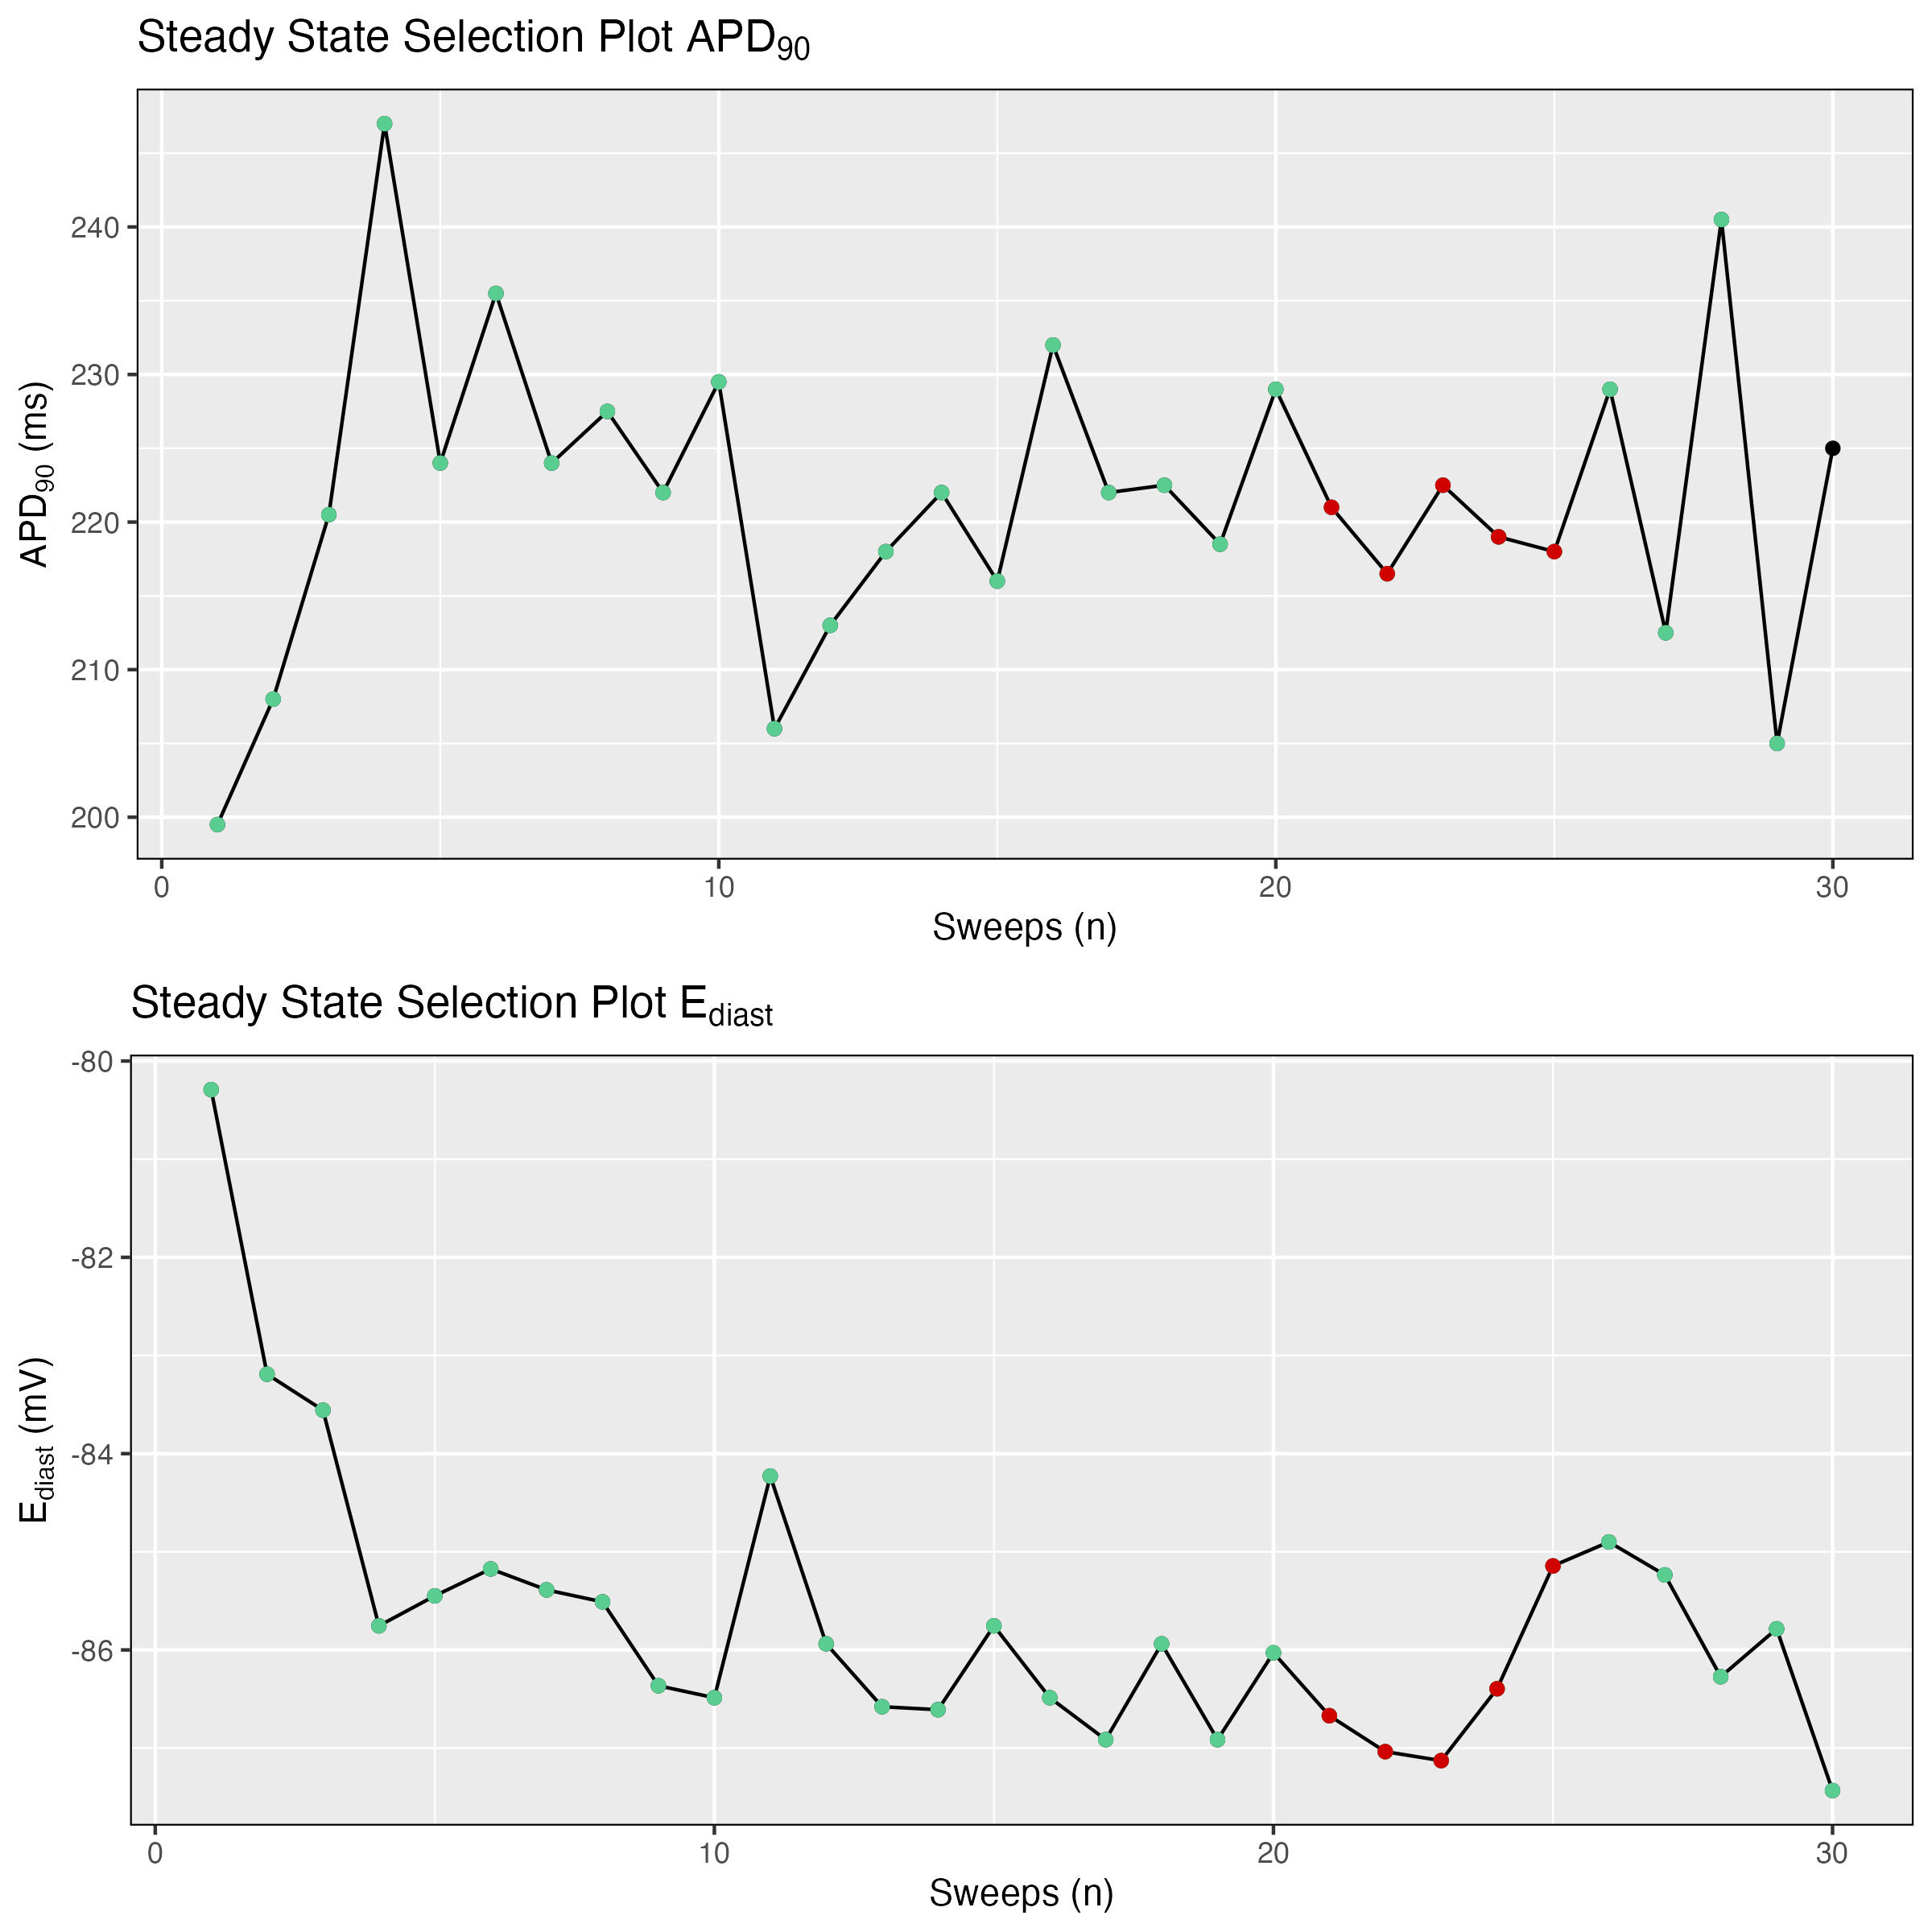 Steady State Selection Plot APD90
240
230
220
210
200
APD90 (ms)
0 10 20 30
Sweeps (n)
Steady State Selection Plot Ediast
-80
-82
-84
-86
Ediast (mV)
0 10 20 30
Sweeps (n)